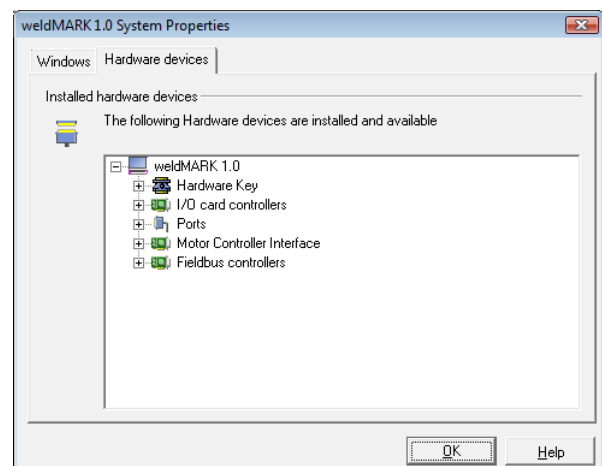 weldMARK 1.0 System Properties
Windows
Hardware devices
Installed hardware devices
The following Hardware devices are installed and available
weldMARK 1.0
Hardware Key
I/O card controllers
Ports
Motor Controller Interface
Fieldbus controllers
OK
Help